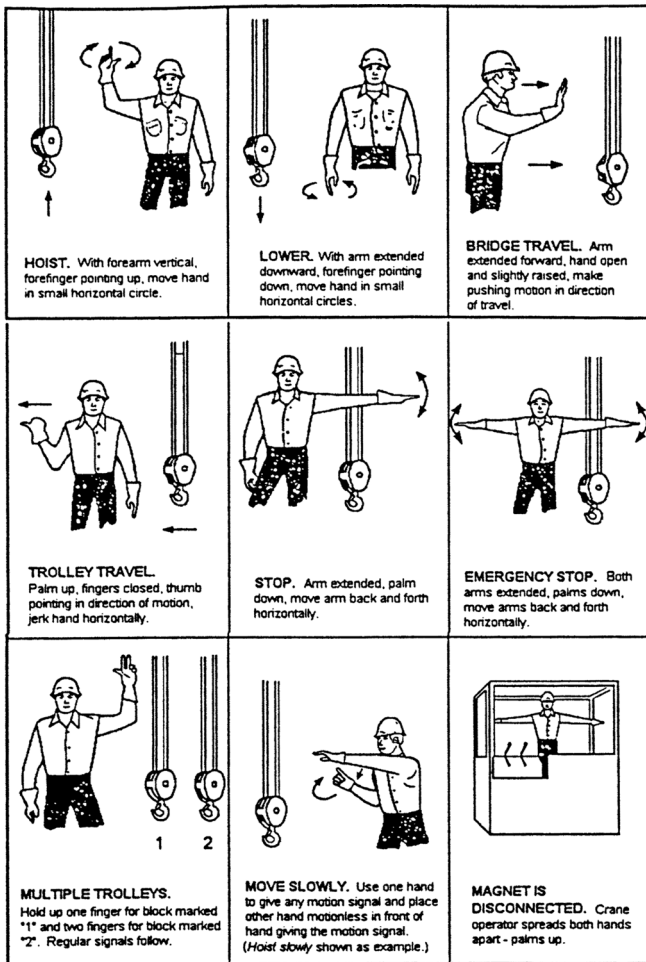 HOIST. With forearm vertical,
forefinger pointing up, move hand
in small horizontal circle.
LOWER. With arm extended
downward, forefinger pointing
down, move hand in small
horizontal circles.
BRIDGE TRAVEL. Arm
extended forward, hand open
and slightly raised, make
pushing motion in direction
of travel.
TROLLEY TRAVEL.
Palm up, fingers closed, thumb
pointing in direction of motion,
jerk hand horizontally.
STOP. Arm extended, palm
down, move arm back and forth
horizontally.
EMERGENCY STOP. Both
arms extended, palms down,
move arms back and forth
horizontally.
1 2
MULTIPLE TROLLEYS.
Hold up one finger for block marked
"1" and two fingers for block marked
"2". Regular signals follow.
MOVE SLOWLY. Use one hand
to give any motion signal and place
other hand motionless in front of
hand giving the motion signal.
(Hoist slowly shown as example.)
MAGNET IS
DISCONNECTED. Crane
operator spreads both hands
apart - palms up.